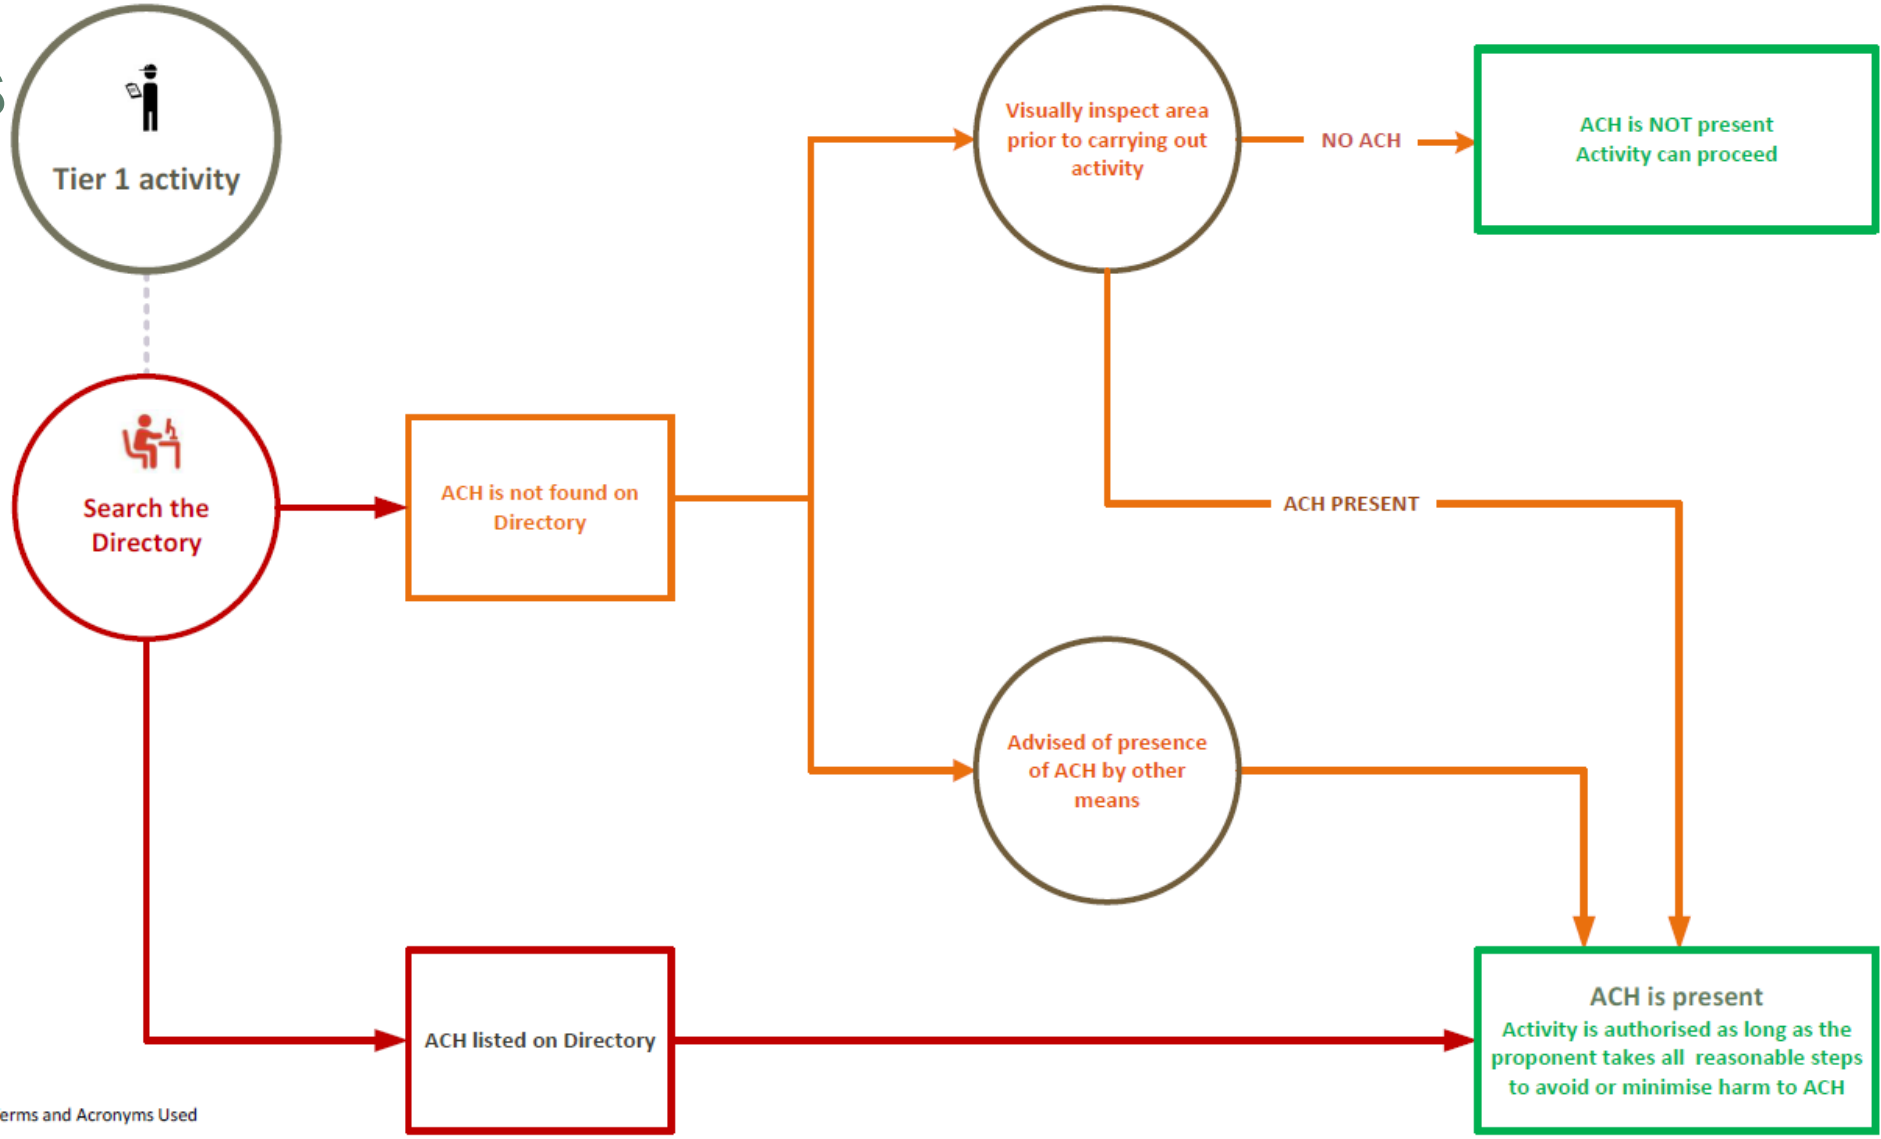 S
Tier 1 activity
Search the
Directory
ACH is not found on
Directory
Visually inspect area
prior to carrying out
activity
NO ACH
ACH is NOT present
Activity can proceed
ACH PRESENT
Advised of presence
of ACH by other
means
ACH listed on Directory
ACH is present
Activity is authorised as long as the
proponent takes all reasonable steps
to avoid or minimise harm to ACH
erms and Acronyms Used